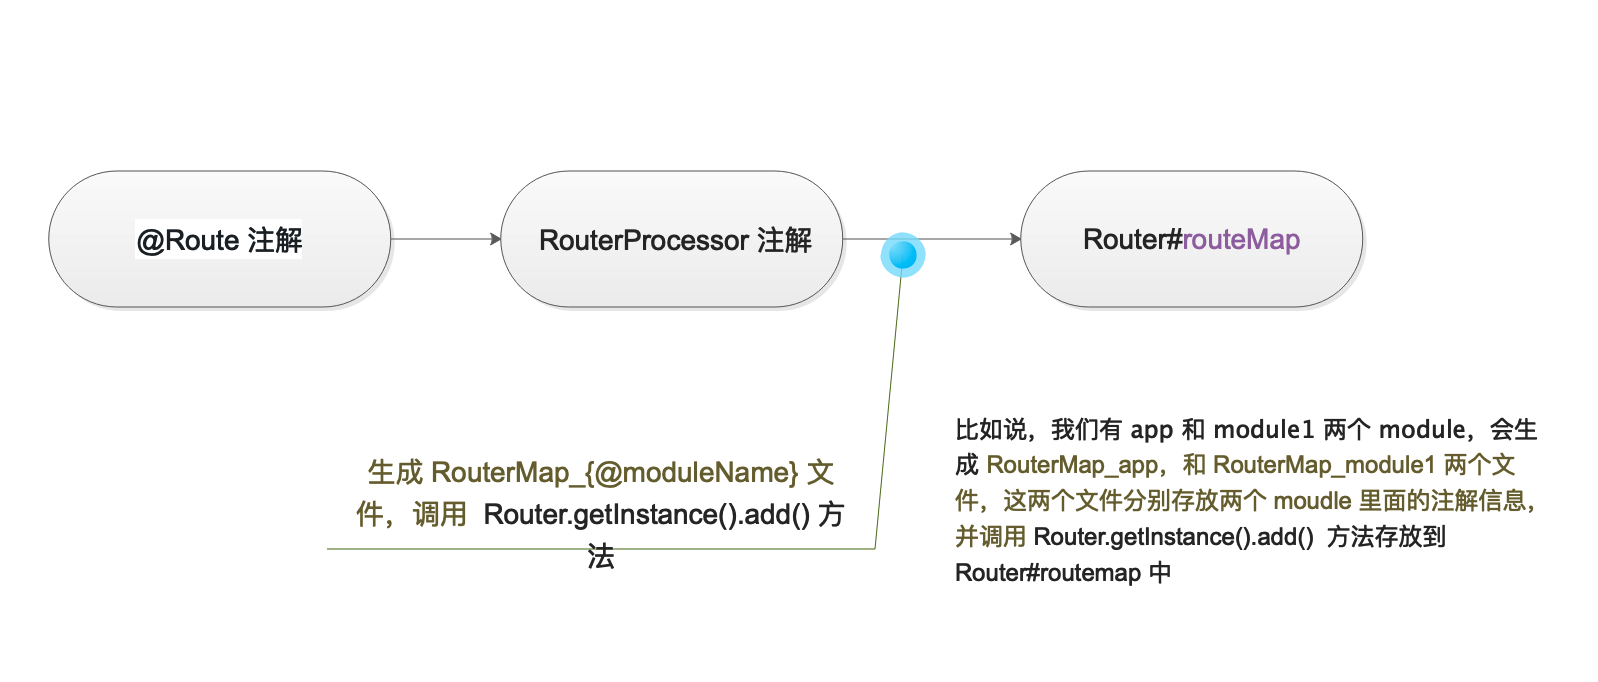 @Route 注解
RouterProcessor 注解
Router#routeMap
生成 RouterMap_{@moduleName} 文
件，调用 Router.getInstance().add() 方
法
比如说，我们有 app 和 module1 两个 module，会生
成 RouterMap_app，和 RouterMap_module1 两个文
件，这两个文件分别存放两个 moudle 里面的注解信息，
并调用 Router.getInstance().add() 方法存放到
Router#routemap 中